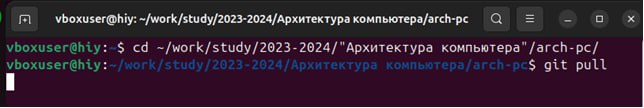 vboxuser@hiy: ~/work/study/2023-2024/Архитектура компьютера/arch-pc
vboxuser@hiy:~$ cd ~/work/study/2023-2024/"Архитектура компьютера"/arch-pc/
vboxuser@hiy:~/work/study/2023-2024/Архитектура компьютера/arch-pc$ git pull